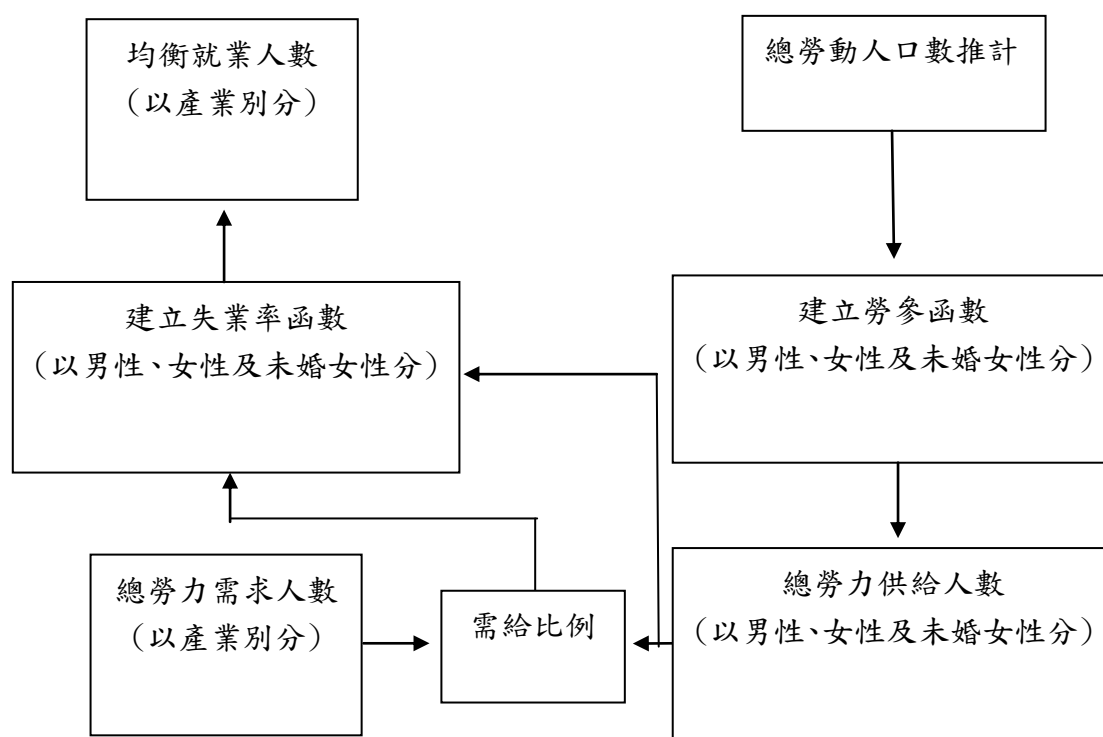 均衡就業人數
（以產業別分）
總勞動人口數推計
建立失業率函數
（以男性、女性及未婚女性分）
建立勞參函數
（以男性、女性及未婚女性分）
總勞力需求人數
（以產業別分）
需給比例
總勞力供給人數
（以男性、女性及未婚女性分）